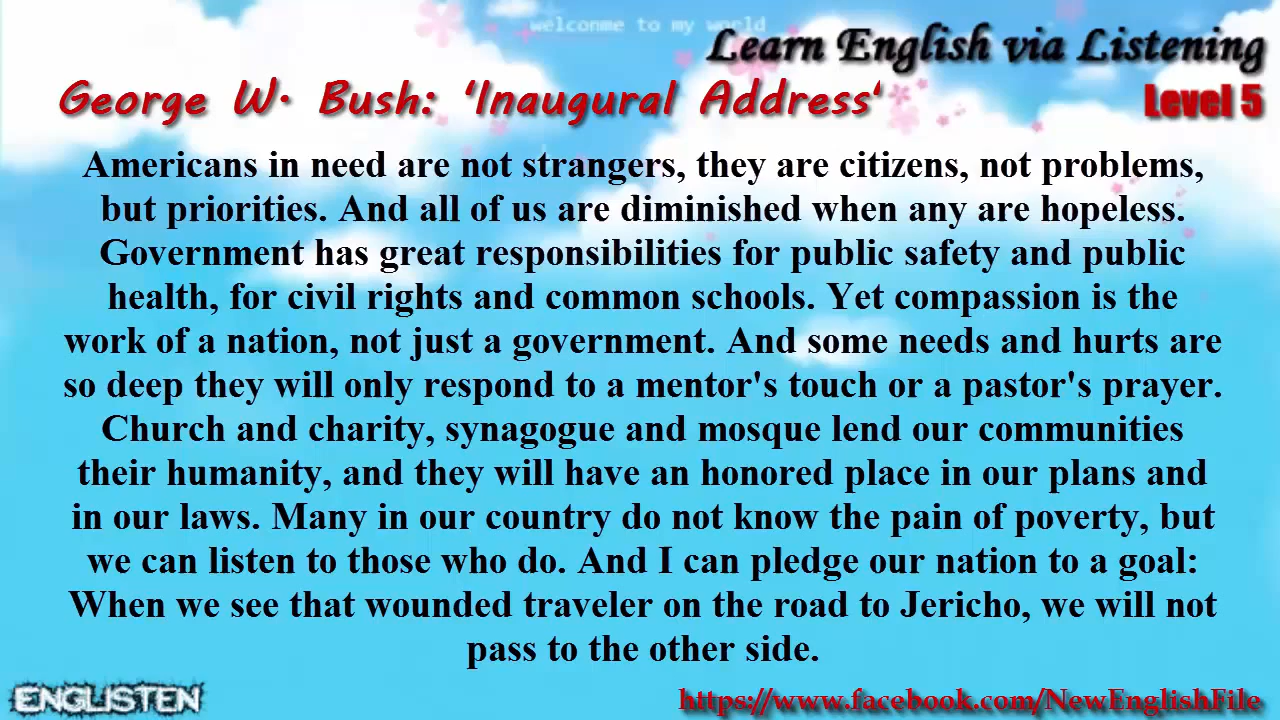 welconme to my world
Learn English via Listening
George W. Bush: 'Inaugural Address'
Level 5
Americans in need are not strangers, they are citizens, not problems,
but priorities. And all of us are diminished when any are hopeless.
Government has great responsibilities for public safety and public
health, for civil rights and common schools. Yet compassion is the
work of a nation, not just a government. And some needs and hurts are
so deep they will only respond to a mentor's touch or a pastor's prayer.
Church and charity, synagogue and mosque lend our communities
their humanity, and they will have an honored place in our plans and
in our laws. Many in our country do not know the pain of poverty, but
we can listen to those who do. And I can pledge our nation to a goal:
When we see that wounded traveler on the road to Jericho, we will not
pass to the other side.
ENGLISTEN
https://www.facebook.com/NewEnglishFile